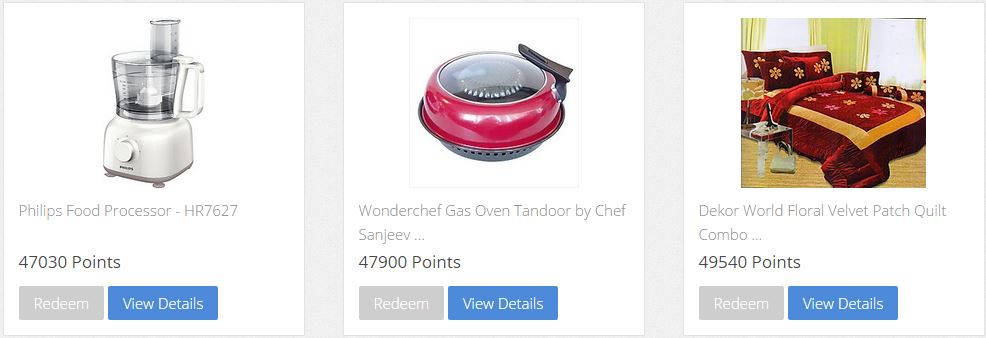 PHILIPS
Philips Food Processor - HR7627
47030 Points
Redeem
View Details
Wonderchef Gas Oven Tandoor by Chef
Sanjeev ...
47900 Points
Redeem
View Details
Dekor World Floral Velvet Patch Quilt
Combo ...
49540 Points
Redeem
View Details